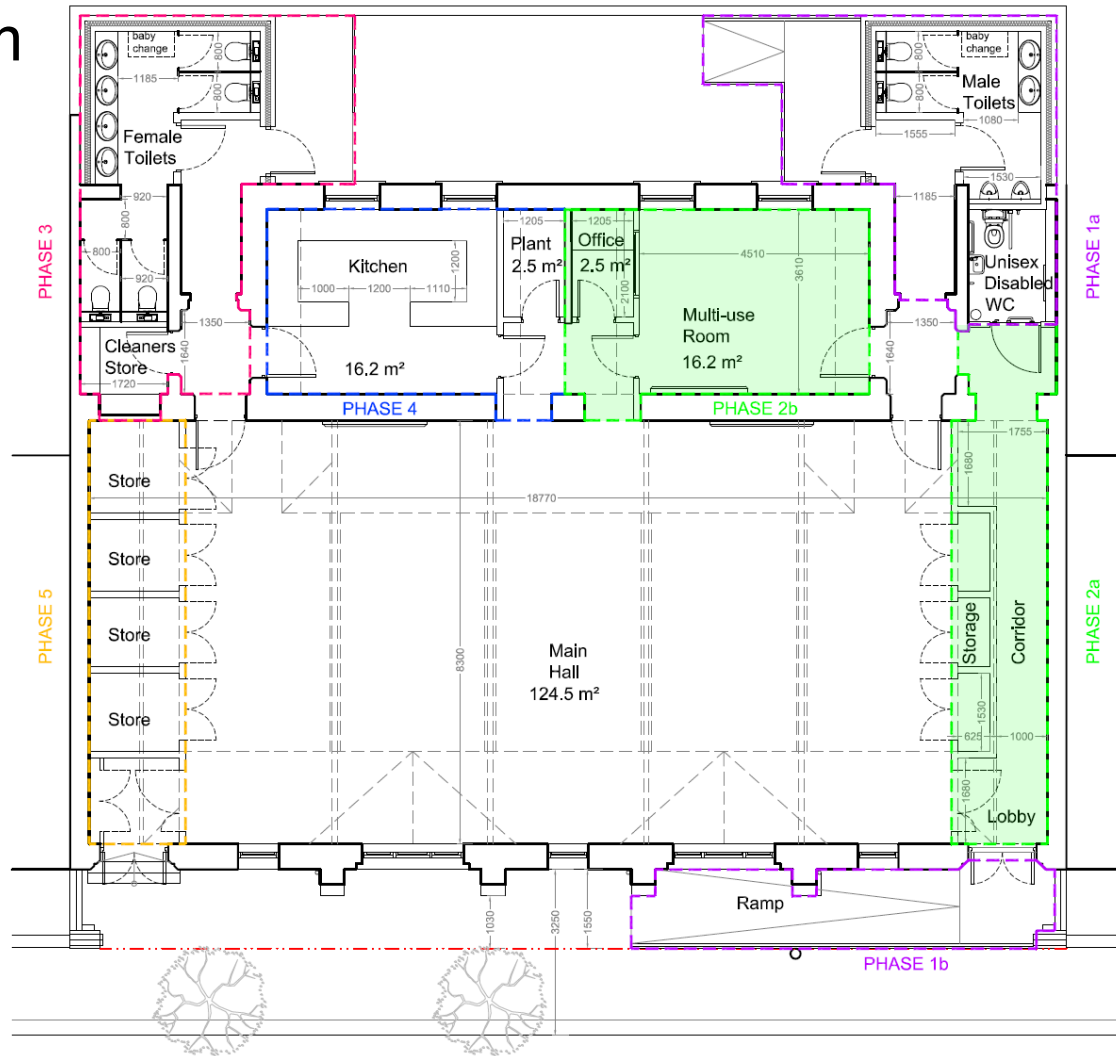 n
baby
change
800
1185
800
Female
Toilets
920
800
800
920
Cleaners
Store
1720
1350
1640
PHASE 3
Kitchen
1000
1200
1110
1200
16.2 m²
PHASE 4
1205
Plant
2.5 m²
1205
Office
2.5 m²
2100
4510
3610
Multi-use
Room
16.2 m²
PHASE 2b
baby
change
800
800
Male
Toilets
1080
1555
1530
1185
Unisex
Disabled
WC
1350
1640
PHASE 1a
1755
1680
18770
Store
Store
Store
Store
PHASE 5
Main
Hall
124.5 m²
8300
Storage
Corridor
1530
625
1000
1680
Lobby
PHASE 2a
Ramp
1030
3250
1550
PHASE 1b